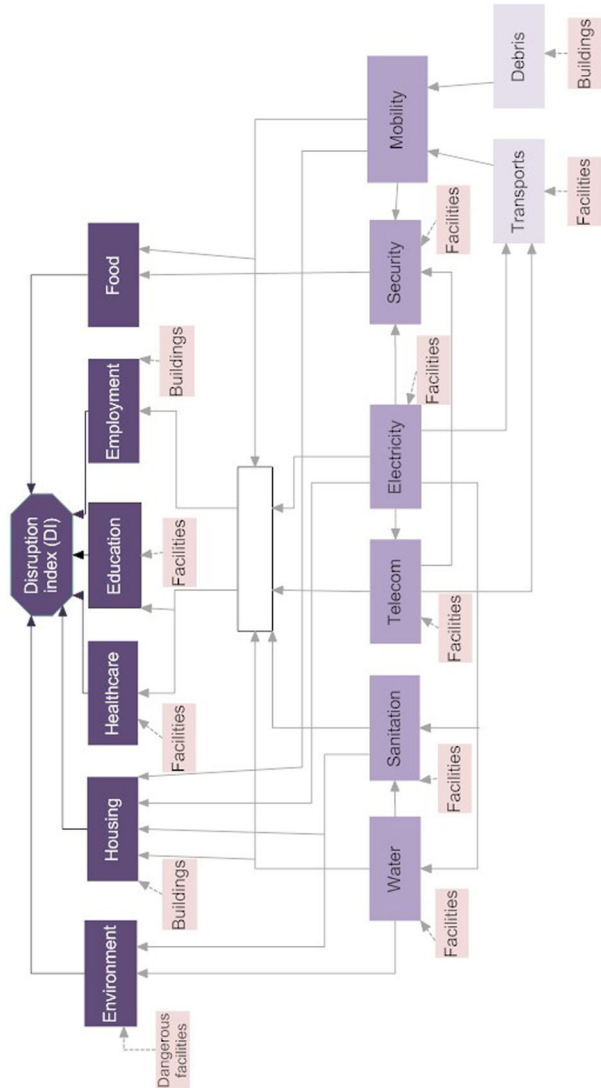 Disruption
index (DI)
Environment
Housing
Healthcare
Education
Employment
Food
Dangerous
facilities
Buildings
Facilities
Facilities
Buildings
Water
Sanitation
Telecom
Electricity
Security
Mobility
Facilities
Facilities
Facilities
Facilities
Facilities
Transports
Debris
Facilities
Buildings